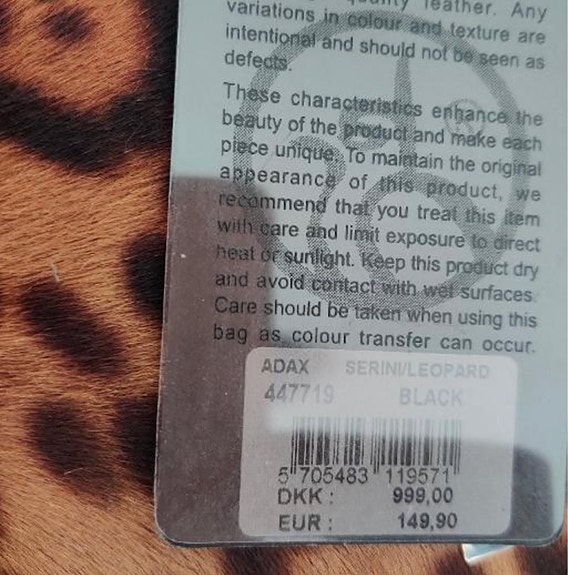 quality leather. Any
variations in colour and texture are
intentional and should not be seen as
defects.
These characteristics enhance the
beauty of the product and make each
piece unique. To maintain the original
appearance of this product, we
recommend that you treat this item
with care and limit exposure to direct
heat or sunlight. Keep this product dry
and avoid contact with wet surfaces.
Care should be taken when using this
bag as colour transfer can occur.
ADAX SERINI/LEOPARD
447719 BLACK
5 705483 119571
DKK : 999,00
EUR : 149,90